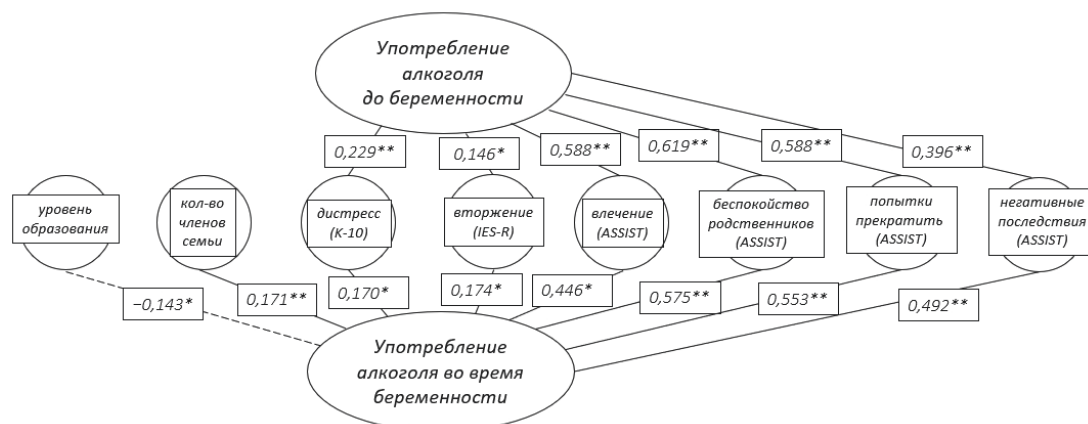 Употребление
алкоголя
до беременности
0,229**
0,146*
0,588**
0,619**
0,588**
0,396**
уровень
образования
кол-во
членов
семьи
дистресс
(K-10)
вторжение
(IES-R)
влечение
(ASSIST)
беспокойство
родственников
(ASSIST)
попытки
прекратить
(ASSIST)
негативные
последствия
(ASSIST)
−0,143*
0,171**
0,170*
0,174*
0,446*
0,575**
0,553**
0,492**
Употребление
алкоголя во время
беременности